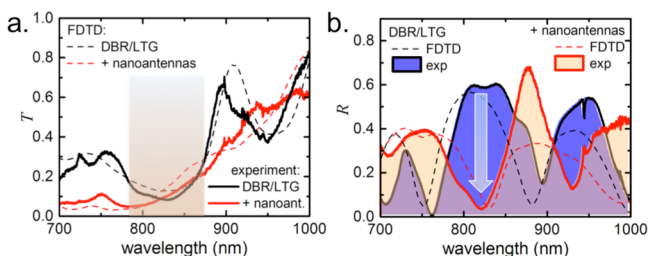 a.
FDTD:
DBR/LTG
+ nanoantennas
experiment:
DBR/LTG
+ nanoant.
T
1.0
0.8
0.6
0.4
0.2
0.0
700 800 900 1000
wavelength (nm)
b.
DBR/LTG
FDTD
exp
+ nanoantennas
FDTD
exp
R
0.8
0.6
0.4
0.2
0.0
700 800 900 1000
wavelength (nm)